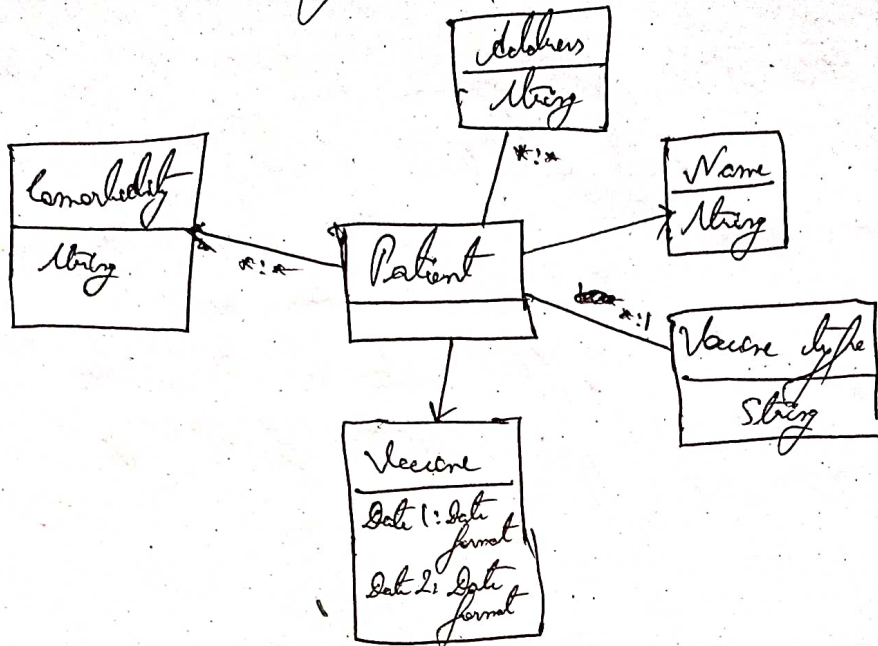 Address
String
*:*
Name
String
Comorbidity
String
*:*
Patient
*:1
Vaccine type
String
Vaccine
Date 1: Date
format
Date 2: Date
format